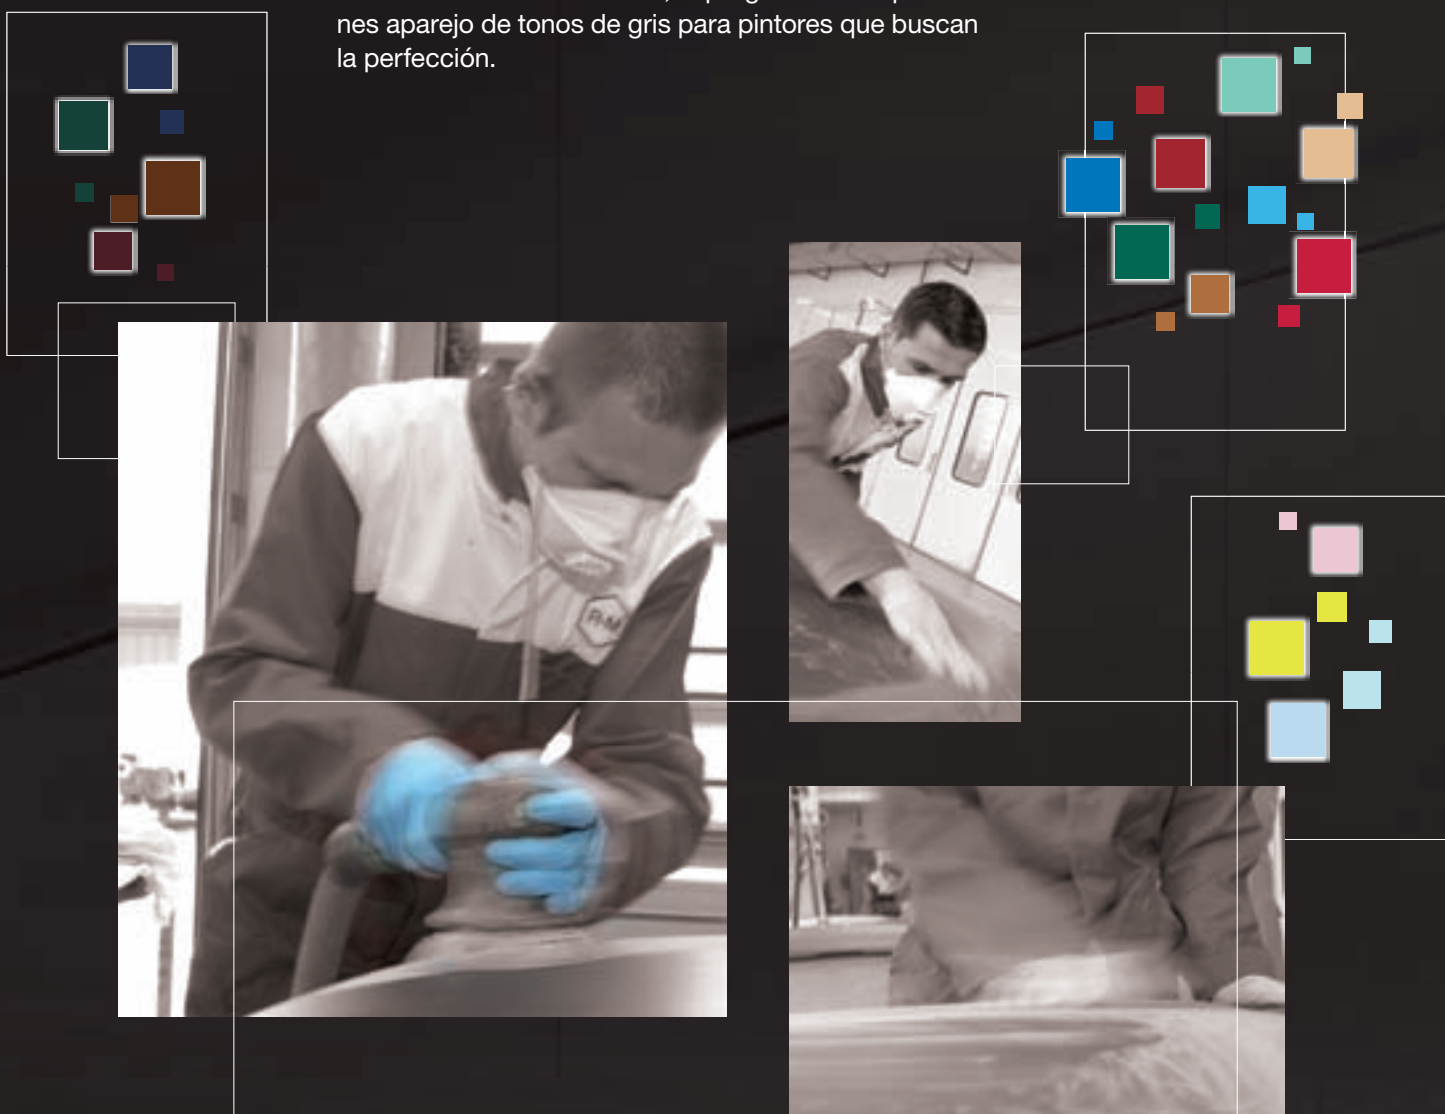 nes aparejo de tonos de gris para pintores que buscan
la perfección.
R-M